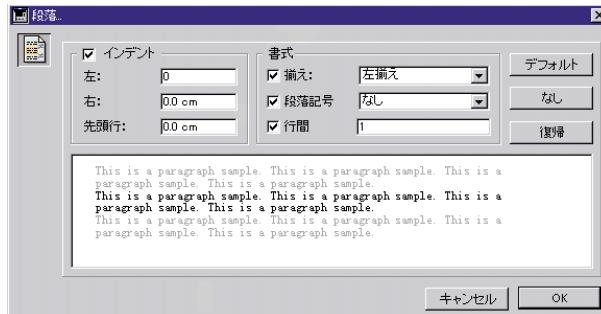 段落..
インデント
左: 0
右: 0.0 cm
先頭行: 0.0 cm
書式
揃え: 左揃え
段落記号 なし
行間 1
デフォルト
なし
復帰
This is a paragraph sample. This is a paragraph sample. This is a
paragraph sample. This is a paragraph sample.
This is a paragraph sample. This is a paragraph sample. This is a
paragraph sample. This is a paragraph sample.
This is a paragraph sample. This is a paragraph sample. This is a
paragraph sample. This is a paragraph sample.
キャンセル
OK